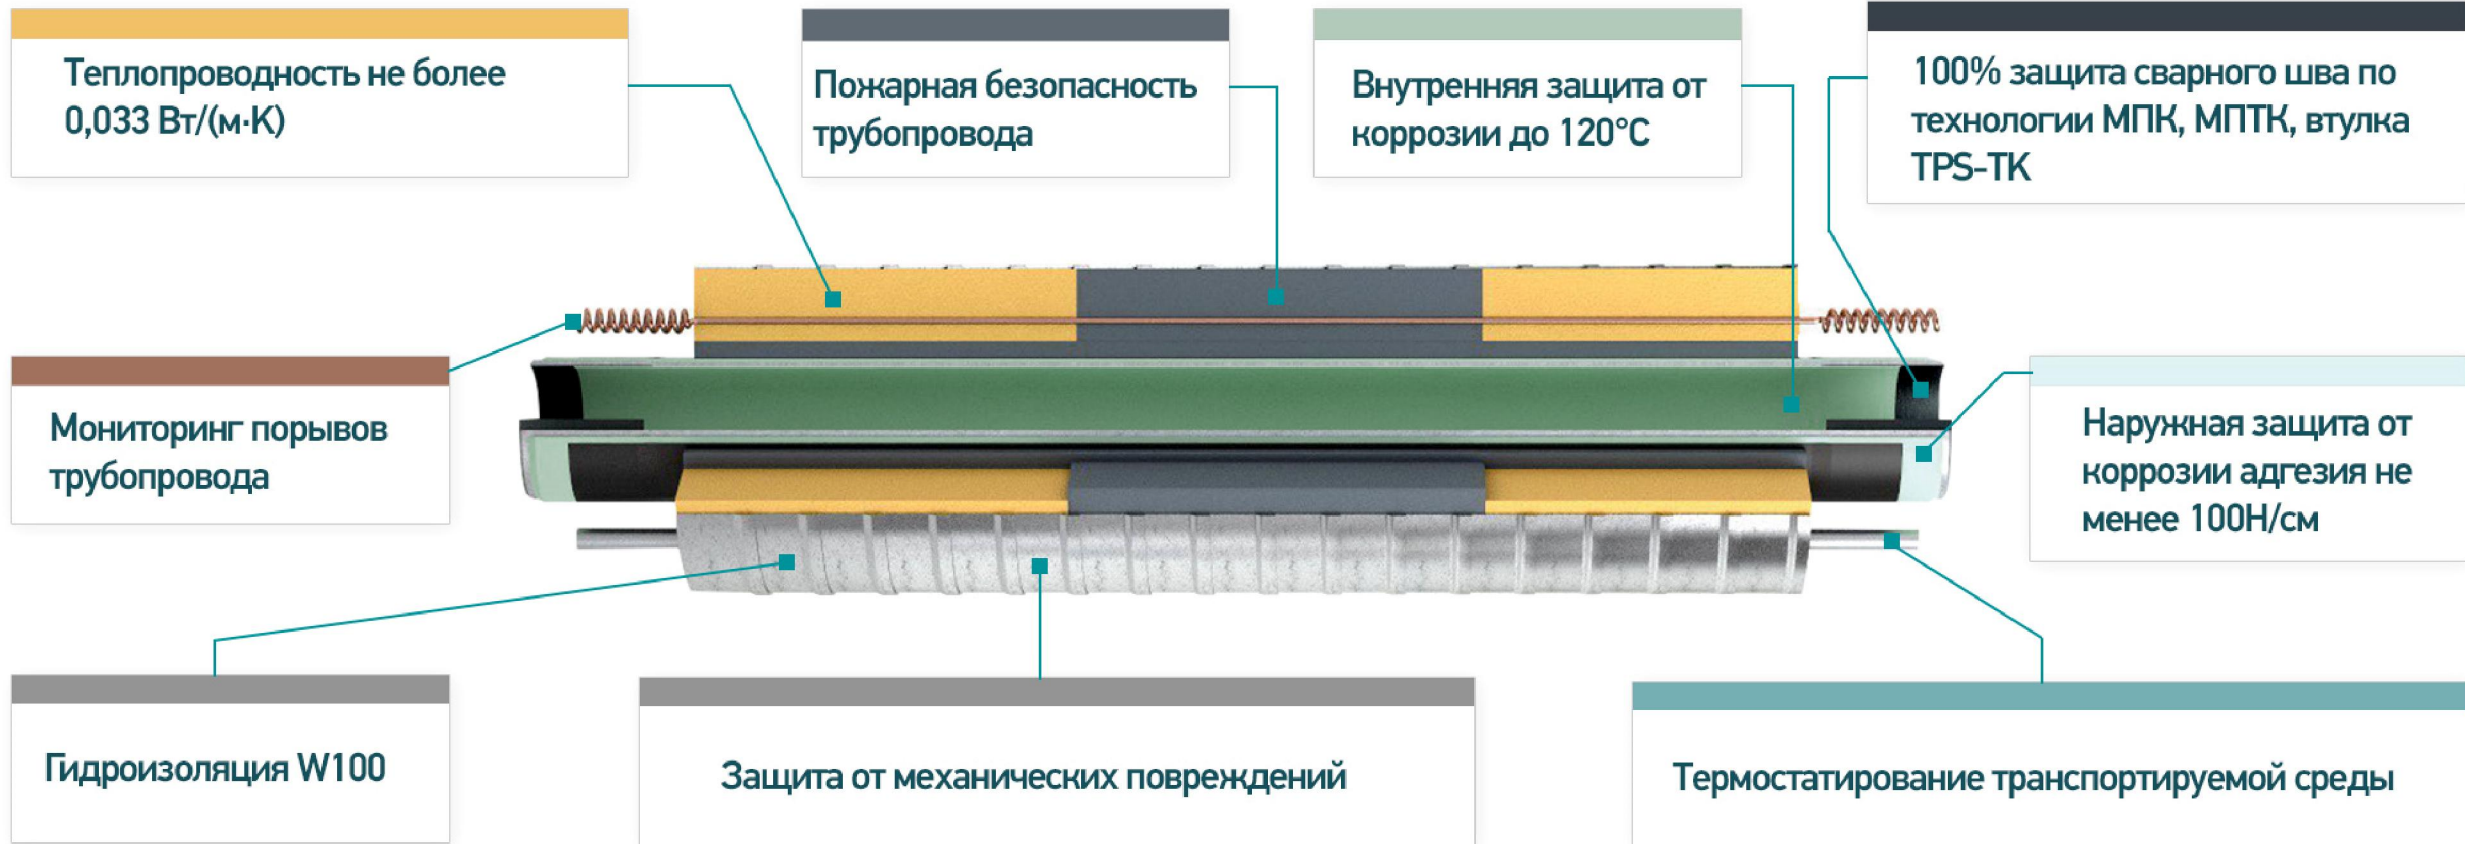 Теплопроводность не более
0,033 Вт/(м·K)
Пожарная безопасность
трубопровода
Внутренняя защита от
коррозии до 120°C
100% защита сварного шва по
технологии МПК, МПТК, втулка
TPS-TK
Мониторинг порывов
трубопровода
Наружная защита от
коррозии адгезия не
менее 100Н/см
Гидроизоляция W100
Защита от механических повреждений
Термостатирование транспортируемой среды